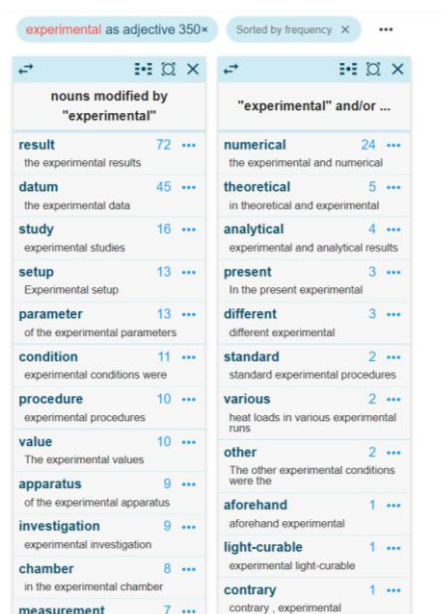 experimental as adjective 350×
Sorted by frequency ×
nouns modified by
"experimental"
result 72
the experimental results
datum 45
the experimental data
study 16
experimental studies
setup 13
Experimental setup
parameter 13
of the experimental parameters
condition 11
experimental conditions were
procedure 10
experimental procedures
value 10
The experimental values
apparatus 9
of the experimental apparatus
investigation 9
experimental investigation
chamber 8
in the experimental chamber
measurement 7
"experimental" and/or ...
numerical 24
the experimental and numerical
theoretical 5
in theoretical and experimental
analytical 4
experimental and analytical results
present 3
In the present experimental
different 3
different experimental
standard 2
standard experimental procedures
various 2
heat loads in various experimental
runs
other 2
The other experimental conditions
were the
aforehand 1
aforehand experimental
light-curable 1
experimental light-curable
contrary 1
contrary , experimental